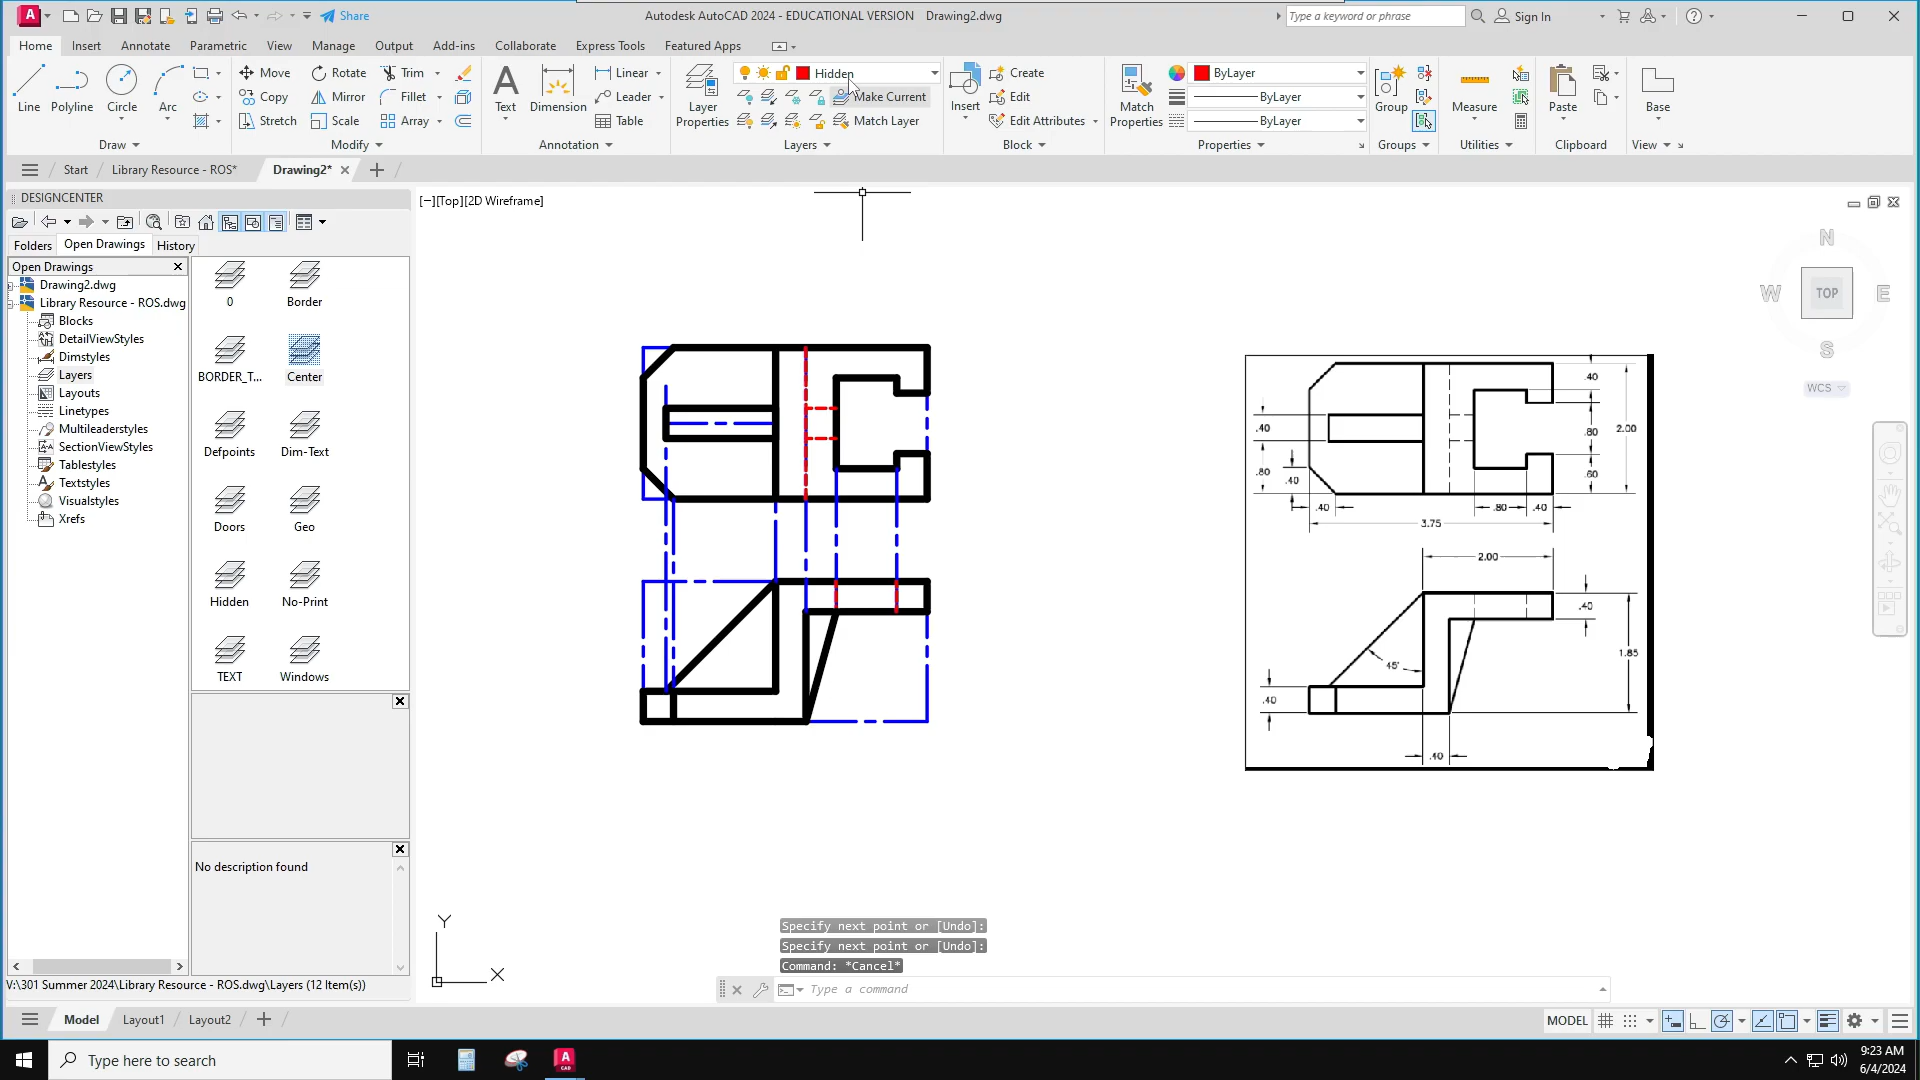 Share
Autodesk AutoCAD 2024 - EDUCATIONAL VERSION Drawing2.dwg
Type a keyword or phrase
Sign In
Home Insert Annotate Parametric View Manage Output Add-ins Collaborate Express Tools Featured Apps
Line Polyline Circle Arc
Move Rotate Trim
Copy Mirror Fillet
Stretch Scale Array
Text Dimension
Linear
Leader
Table
Layer
Properties
Hidden
Make Current
Match Layer
Insert
Create
Edit
Edit Attributes
Match
Properties
ByLayer
ByLayer
ByLayer
Group
Measure
Paste
Base
Draw Modify Annotation Layers Block Properties Groups Utilities Clipboard View
Start Library Resource - ROS* Drawing2*
DESIGNCENTER
Folders Open Drawings History
Open Drawings
Drawing2.dwg
Library Resource - ROS.dwg
Blocks
DetailViewStyles
Dimstyles
Layers
Layouts
Linetypes
Multileaderstyles
SectionViewStyles
Tablestyles
Textstyles
Visualstyles
Xrefs
0 Border
BORDER_T... Center
Defpoints Dim-Text
Doors Geo
Hidden No-Print
TEXT Windows
No description found
V:\301 Summer 2024\Library Resource - ROS.dwg\Layers (12 Item(s))
[−][Top][2D Wireframe]
N
W TOP E
S
WCS
.40
.40 .80 2.00
.80 .40 .60
.40 .80 .40
3.75
2.00
.40
45°
1.85
.40
.40
Y
X
Specify next point or [Undo]:
Specify next point or [Undo]:
Command: *Cancel*
Type a command
Model Layout1 Layout2
MODEL
Type here to search
9:23 AM
6/4/2024